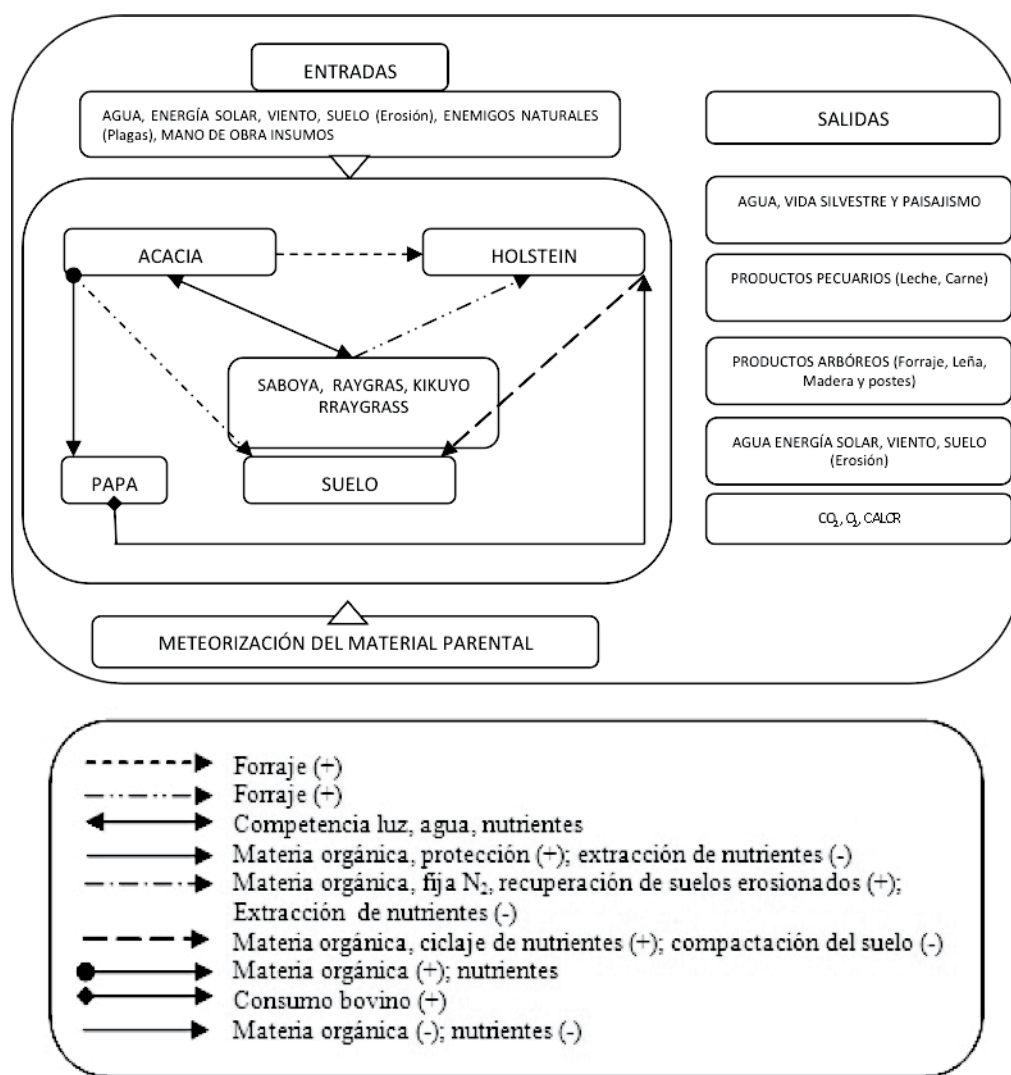 ENTRADAS
AGUA, ENERGÍA SOLAR, VIENTO, SUELO (Erosión), ENEMIGOS NATURALES
(Plagas), MANO DE OBRA INSUMOS
ACACIA
HOLSTEIN
SABOYA, RAYGRAS, KIKUYO
RRAYGRASS
PAPA
SUELO
METEORIZACIÓN DEL MATERIAL PARENTAL
SALIDAS
AGUA, VIDA SILVESTRE Y PAISAJISMO
PRODUCTOS PECUARIOS (Leche, Carne)
PRODUCTOS ARBÓREOS (Forraje, Leña,
Madera y postes)
AGUA ENERGÍA SOLAR, VIENTO, SUELO
(Erosión)
CO₂, O₂, CALCR
Forraje (+)
Forraje (+)
Competencia luz, agua, nutrientes
Materia orgánica, protección (+); extracción de nutrientes (-)
Materia orgánica, fija N₂, recuperación de suelos erosionados (+);
Extracción de nutrientes (-)
Materia orgánica, ciclaje de nutrientes (+); compactación del suelo (-)
Materia orgánica (+); nutrientes
Consumo bovino (+)
Materia orgánica (-); nutrientes (-)